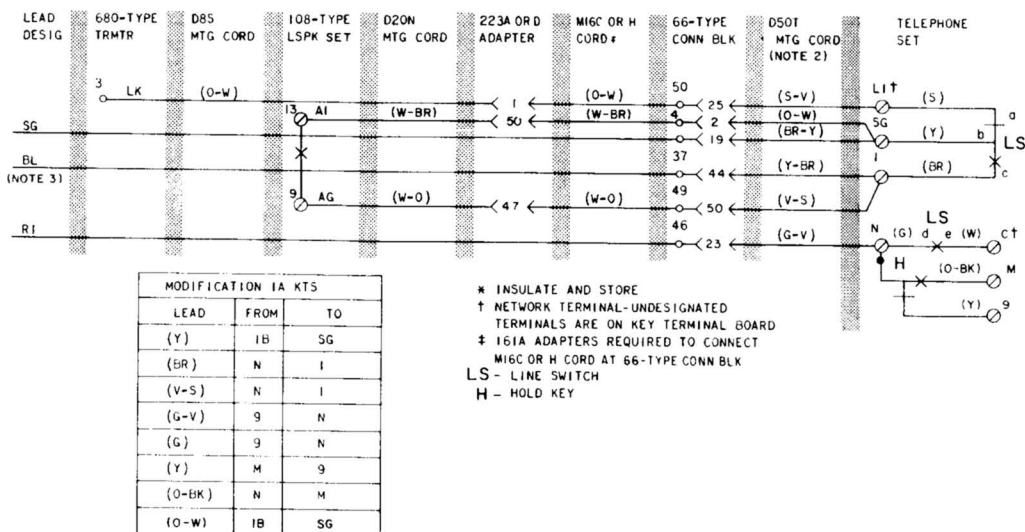 LEAD DESIG
680-TYPE TRMTR
D8S MTG CORD
108-TYPE LSPK SET
D20N MTG CORD
223A OR D ADAPTER
M16C OR H CORD ‡
66-TYPE CONN BLK
D50T MTG CORD (NOTE 2)
TELEPHONE SET
3 LK (O-W) 1 (O-W) 50 25 (S-V) L1† (S) a
13 A1 (W-BR) 50 (W-BR) 4 2 (O-W) SG
SG 19 (BR-Y) (Y) b LS
BL 37 44 (Y-BR) 1 (BR) c
(NOTE 3)
9 AG (W-O) 47 (W-O) 49 50 (V-S)
LS
R1 46 23 (G-V) N (G) d e (W) C†
H (O-BK) M
(Y) 9
MODIFICATION 1A KTS
LEAD FROM TO
(Y) 1B SG
(BR) N 1
(V-S) N 1
(G-V) 9 N
(G) 9 N
(Y) M 9
(O-BK) N M
(O-W) 1B SG
* INSULATE AND STORE
† NETWORK TERMINAL-UNDESIGNATED
TERMINALS ARE ON KEY TERMINAL BOARD
‡ 161A ADAPTERS REQUIRED TO CONNECT
M16C OR H CORD AT 66-TYPE CONN BLK
LS - LINE SWITCH
H - HOLD KEY